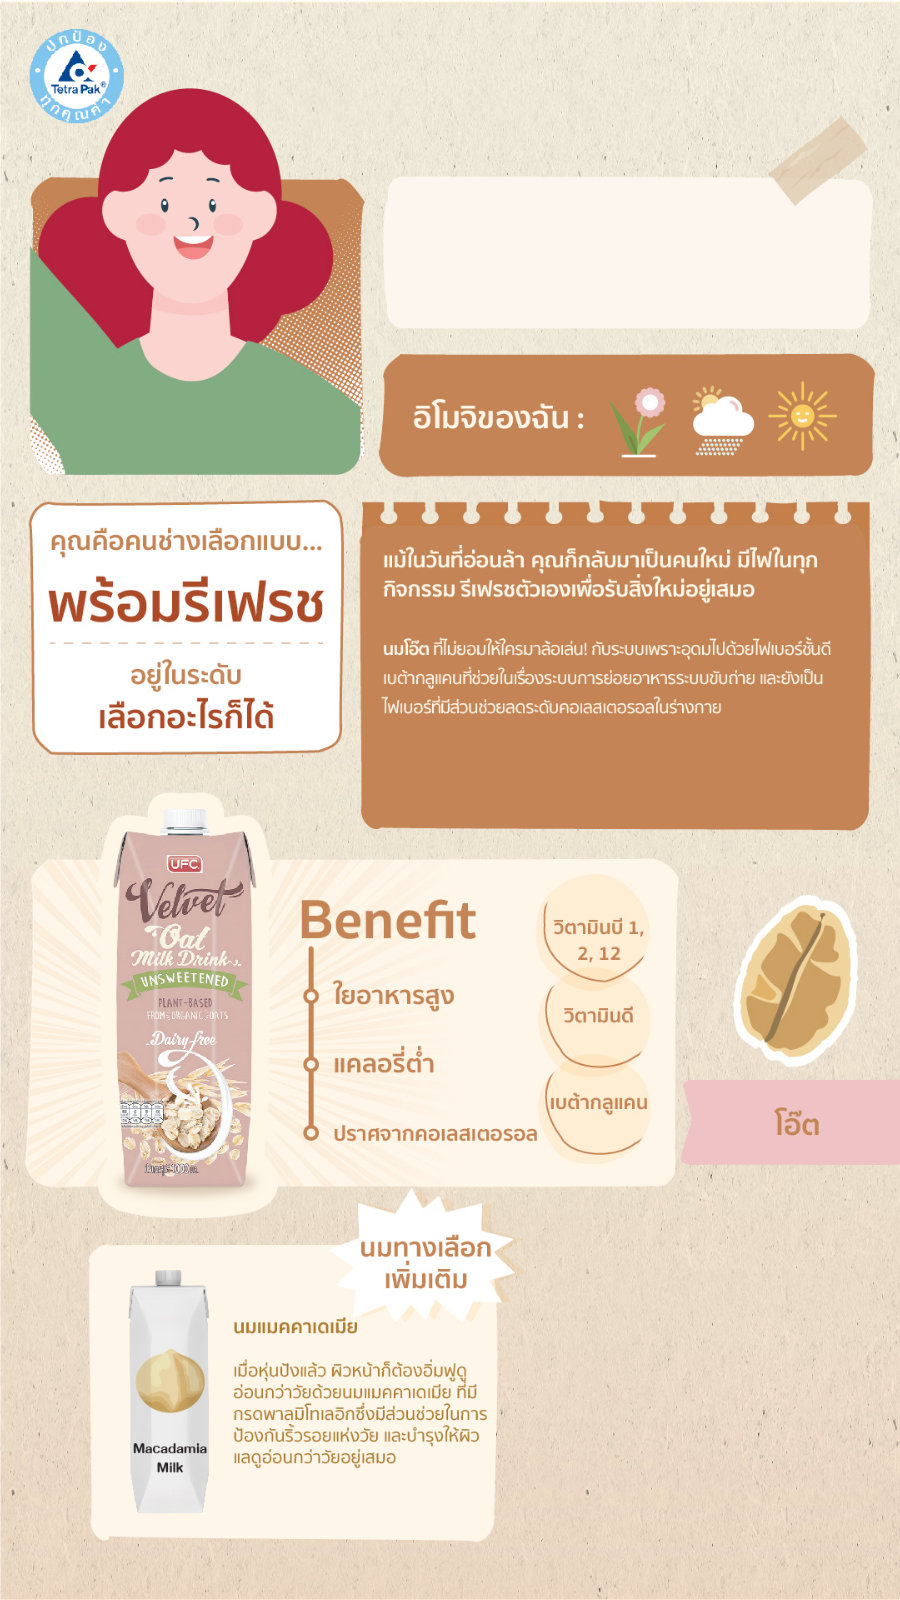 ปกป้อง
Tetra Pak®
ทุกคุณค่า
อิโมจิของฉัน :
คุณคือคนช่างเลือกแบบ...
พร้อมรีเฟรช
อยู่ในระดับ
เลือกอะไรก็ได้
แม้ในวันที่อ่อนล้า คุณก็กลับมาเป็นคนใหม่ มีไฟในทุก
กิจกรรม รีเฟรชตัวเองเพื่อรับสิ่งใหม่อยู่เสมอ
นมโอ๊ต ที่ไม่ยอมให้ใครมาล้อเล่น! กับระบบเพราะอุดมไปด้วยไฟเบอร์ชั้นดี
เบต้ากลูแคนที่ช่วยในเรื่องระบบการย่อยอาหารระบบขับถ่าย และยังเป็น
ไฟเบอร์ที่มีส่วนช่วยลดระดับคอเลสเตอรอลในร่างกาย
UFC
Velvet
Oat
Milk Drink
UNSWEETENED
PLANT-BASED
FROM ORGANIC OATS
Dairy free
Benefit
ใยอาหารสูง
แคลอรี่ต่ำ
ปราศจากคอเลสเตอรอล
วิตามินบี 1,
2, 12
วิตามินดี
เบต้ากลูแคน
โอ๊ต
นมทางเลือก
เพิ่มเติม
นมแมคคาเดเมีย
เมื่อหุ่นปังแล้ว ผิวหน้าก็ต้องอิ่มฟูดู
อ่อนกว่าวัยด้วยนมแมคคาเดเมีย ที่มี
กรดพาลมิโทเลอิกซึ่งมีส่วนช่วยในการ
ป้องกันริ้วรอยแห่งวัย และบำรุงให้ผิว
แลดูอ่อนกว่าวัยอยู่เสมอ
Macadamia
Milk